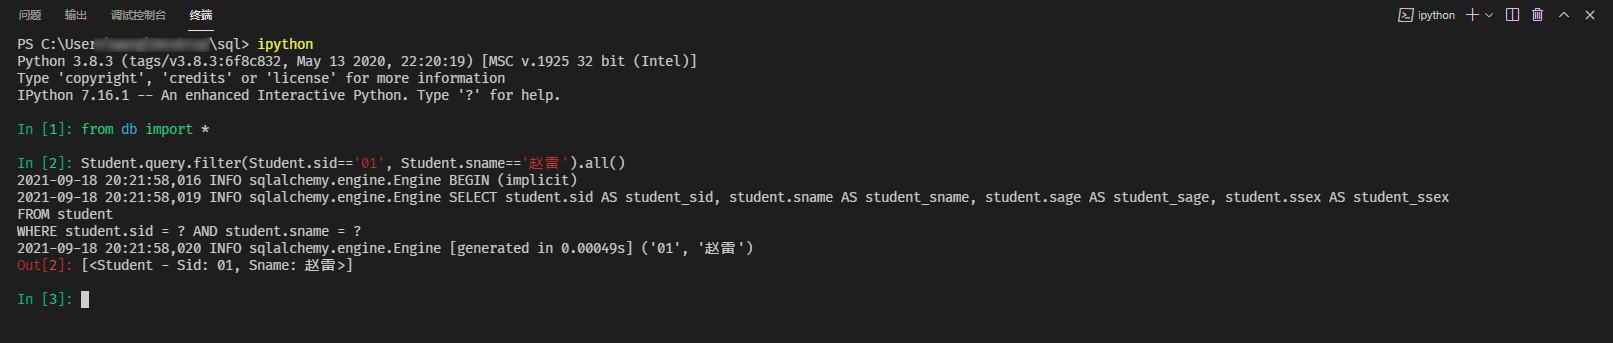 问题 输出 调试控制台 终端 ipython
PS C:\User \sql> ipython
Python 3.8.3 (tags/v3.8.3:6f8c832, May 13 2020, 22:20:19) [MSC v.1925 32 bit (Intel)]
Type 'copyright', 'credits' or 'license' for more information
IPython 7.16.1 -- An enhanced Interactive Python. Type '?' for help.
In [1]: from db import *
In [2]: Student.query.filter(Student.sid=='01', Student.sname=='赵雷').all()
2021-09-18 20:21:58,016 INFO sqlalchemy.engine.Engine BEGIN (implicit)
2021-09-18 20:21:58,019 INFO sqlalchemy.engine.Engine SELECT student.sid AS student_sid, student.sname AS student_sname, student.sage AS student_sage, student.ssex AS student_ssex
FROM student
WHERE student.sid = ? AND student.sname = ?
2021-09-18 20:21:58,020 INFO sqlalchemy.engine.Engine [generated in 0.00049s] ('01', '赵雷')
Out[2]: [<Student - Sid: 01, Sname: 赵雷>]
In [3]: